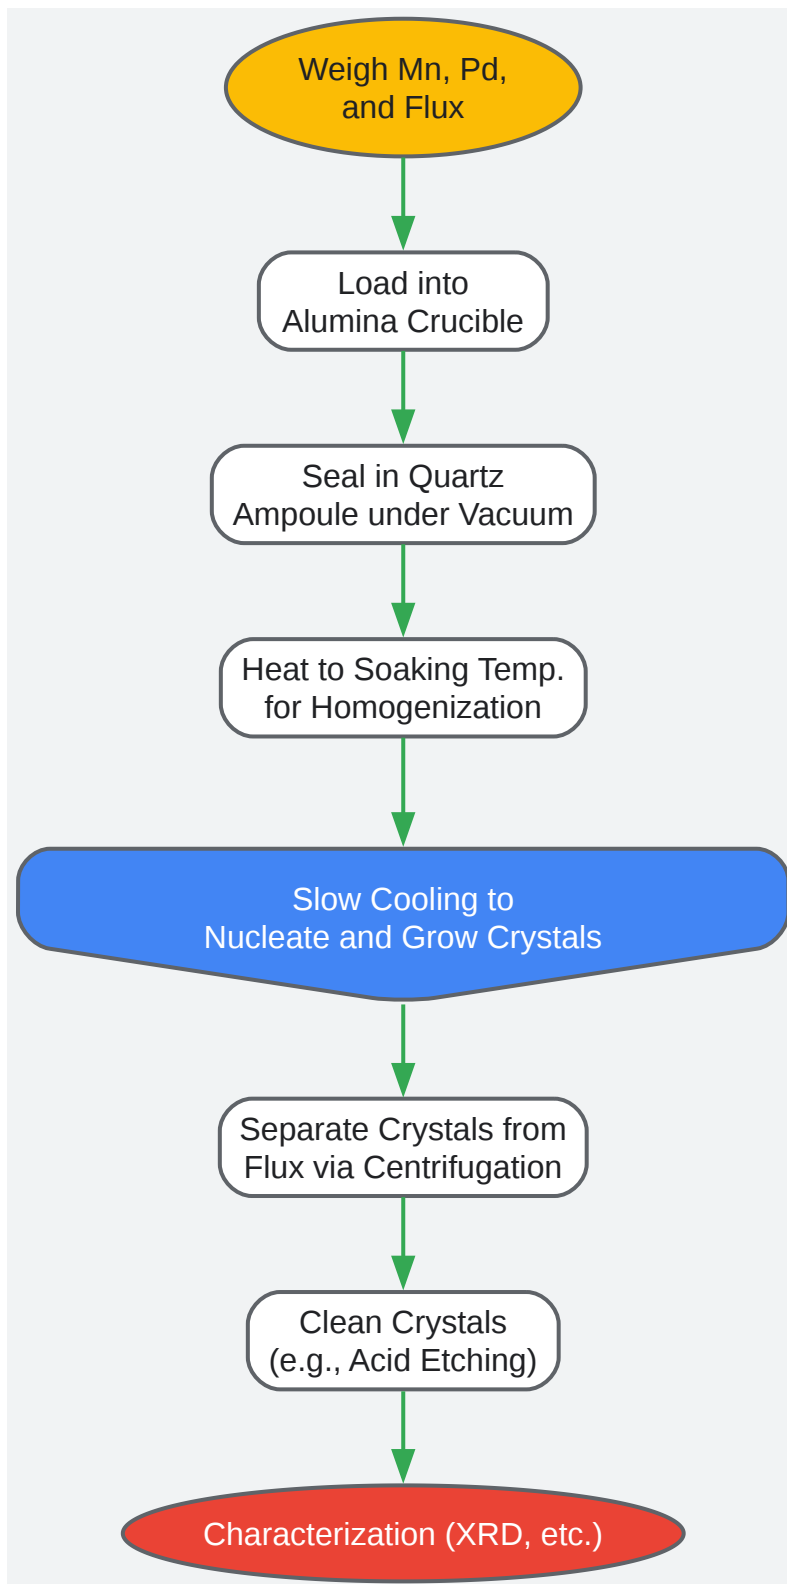 Weigh Mn, Pd,
and Flux
Load into
Alumina Crucible
Seal in Quartz
Ampoule under Vacuum
Heat to Soaking Temp.
for Homogenization
Slow Cooling to
Nucleate and Grow Crystals
Separate Crystals from
Flux via Centrifugation
Clean Crystals
(e.g., Acid Etching)
Characterization (XRD, etc.)